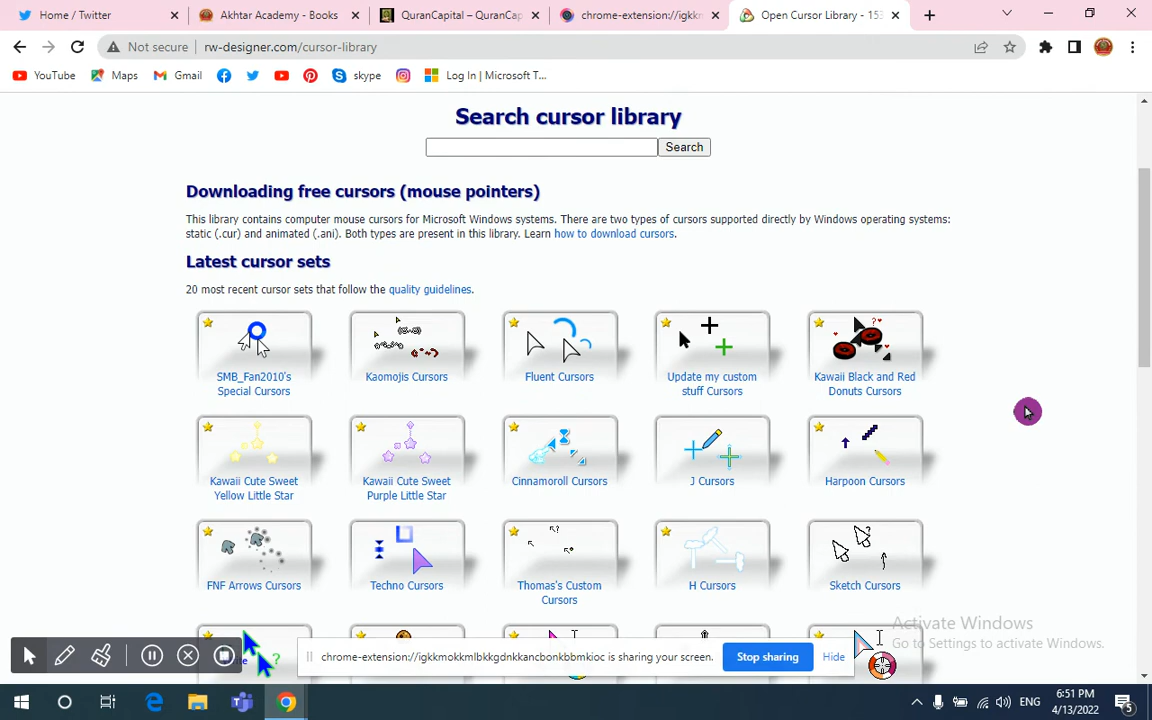 Home / Twitter
Akhtar Academy - Books
QuranCapital – QuranCap
chrome-extension://igkkm
Open Cursor Library - 153
Not secure
rw-designer.com/cursor-library
YouTube
Maps
Gmail
skype
Log In | Microsoft T...
Search cursor library
Search
Downloading free cursors (mouse pointers)
This library contains computer mouse cursors for Microsoft Windows systems. There are two types of cursors supported directly by Windows operating systems:
static (.cur) and animated (.ani). Both types are present in this library. Learn how to download cursors.
Latest cursor sets
20 most recent cursor sets that follow the quality guidelines.
SMB_Fan2010's
Special Cursors
Kaomojis Cursors
Fluent Cursors
Update my custom
stuff Cursors
Kawaii Black and Red
Donuts Cursors
Kawaii Cute Sweet
Yellow Little Star
Kawaii Cute Sweet
Purple Little Star
Cinnamoroll Cursors
J Cursors
Harpoon Cursors
FNF Arrows Cursors
Techno Cursors
Thomas's Custom
Cursors
H Cursors
Sketch Cursors
Activate Windows
Go to Settings to activate Windows.
chrome-extension://igkkmokkmlbkkgdnkkancbonkbbmkioc is sharing your screen.
Stop sharing
Hide
ENG
6:51 PM
4/13/2022
5